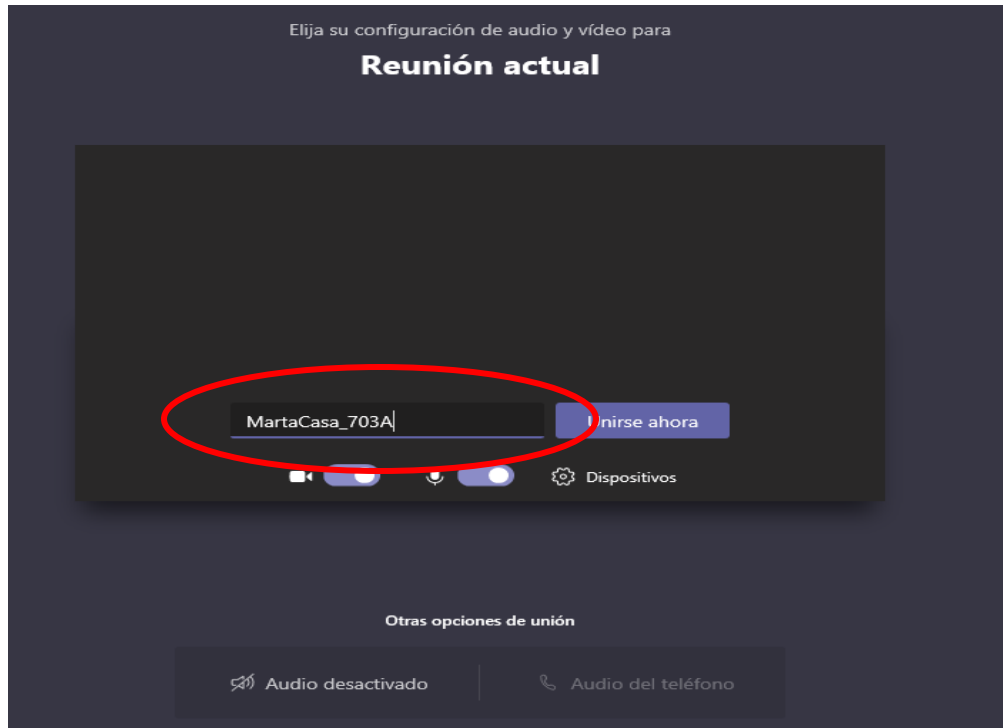 Elija su configuración de audio y vídeo para
Reunión actual
MartaCasa_703A
Unirse ahora
Dispositivos
Otras opciones de unión
Audio desactivado
Audio del teléfono